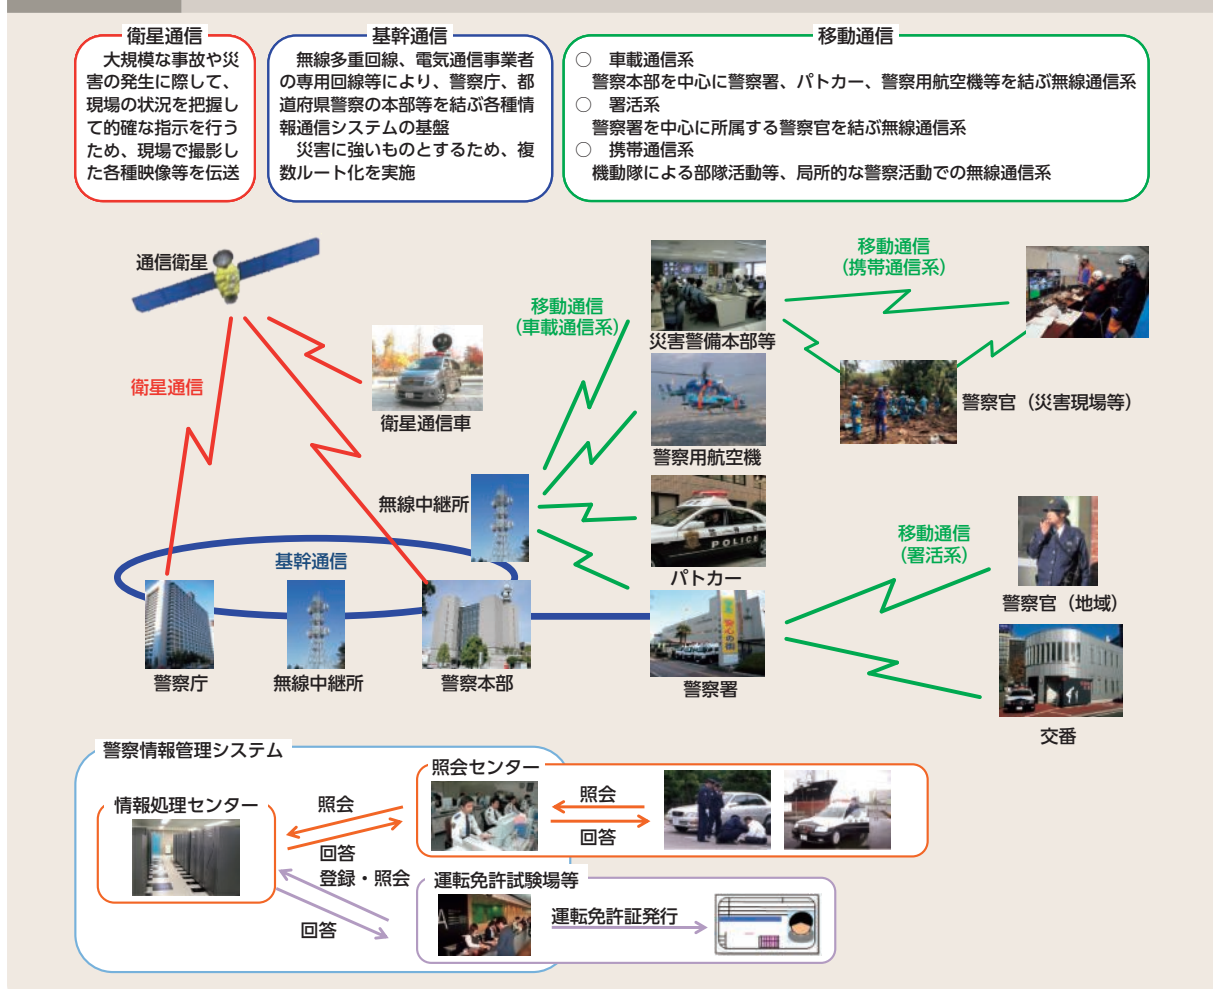 衛星通信
大規模な事故や災
害の発生に際して、
現場の状況を把握し
て的確な指示を行う
ため、現場で撮影し
た各種映像等を伝送
基幹通信
無線多重回線、電気通信事業者
の専用回線等により、警察庁、都
道府県警察の本部等を結ぶ各種情
報通信システムの基盤
災害に強いものとするため、複
数ルート化を実施
移動通信
○ 車載通信系
警察本部を中心に警察署、パトカー、警察用航空機等を結ぶ無線通信系
○ 署活系
警察署を中心に所属する警察官を結ぶ無線通信系
○ 携帯通信系
機動隊による部隊活動等、局所的な警察活動での無線通信系
通信衛星
衛星通信
衛星通信車
移動通信
(車載通信系)
災害警備本部等
移動通信
(携帯通信系)
警察官(災害現場等)
警察用航空機
無線中継所
POLICE
パトカー
基幹通信
警察庁
無線中継所
警察本部
安心の街
警察署
移動通信
(署活系)
警察官(地域)
交番
警察情報管理システム
情報処理センター
照会
回答
照会センター
照会
回答
登録・照会
回答
運転免許試験場等
運転免許証発行